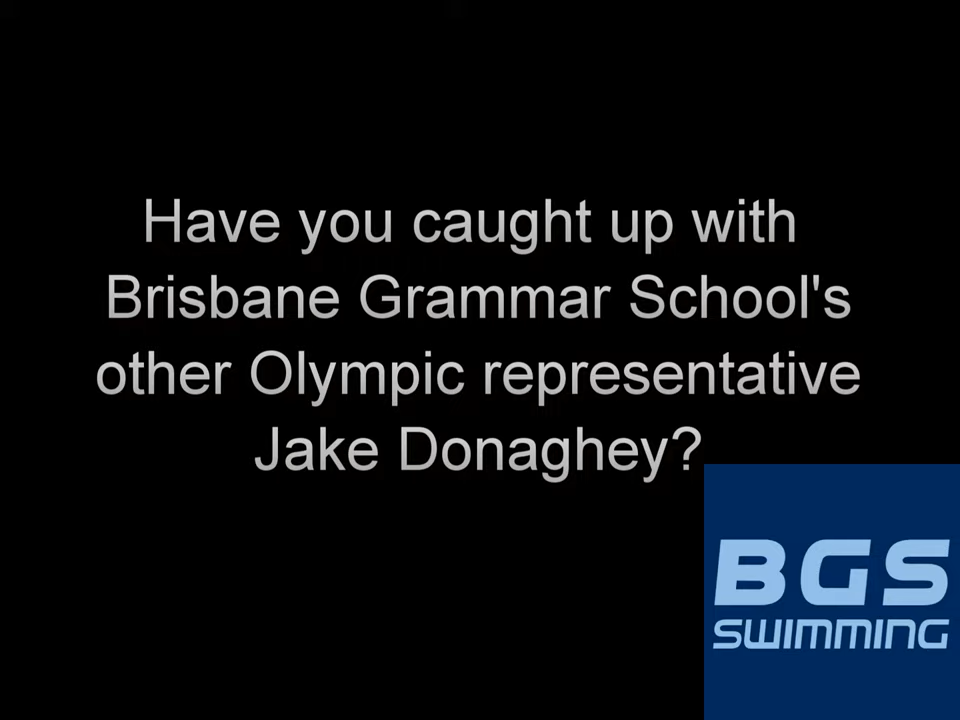 Have you caught up with
Brisbane Grammar School's
other Olympic representative
Jake Donaghey?
BGS
SWIMMING